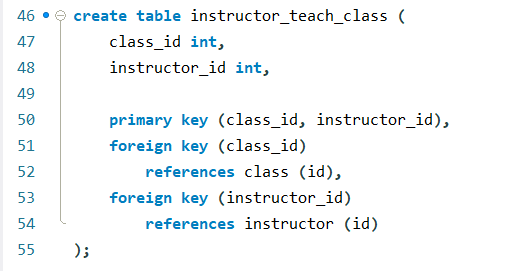 46 create table instructor_teach_class (
47 class_id int,
48 instructor_id int,
49
50 primary key (class_id, instructor_id),
51 foreign key (class_id)
52 references class (id),
53 foreign key (instructor_id)
54 references instructor (id)
55 );